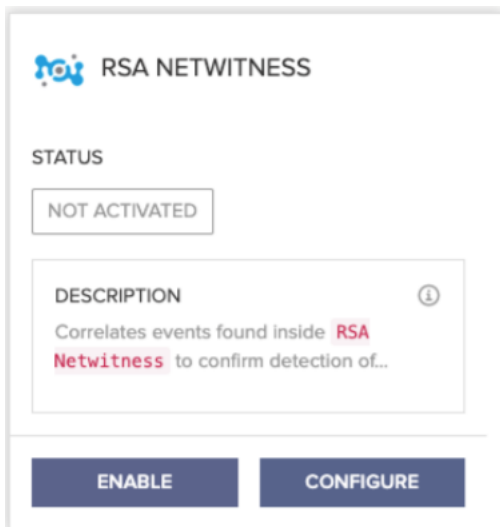 RSA NETWITNESS
STATUS
NOT ACTIVATED
DESCRIPTION
Correlates events found inside RSA
Netwitness to confirm detection of...
ENABLE
CONFIGURE